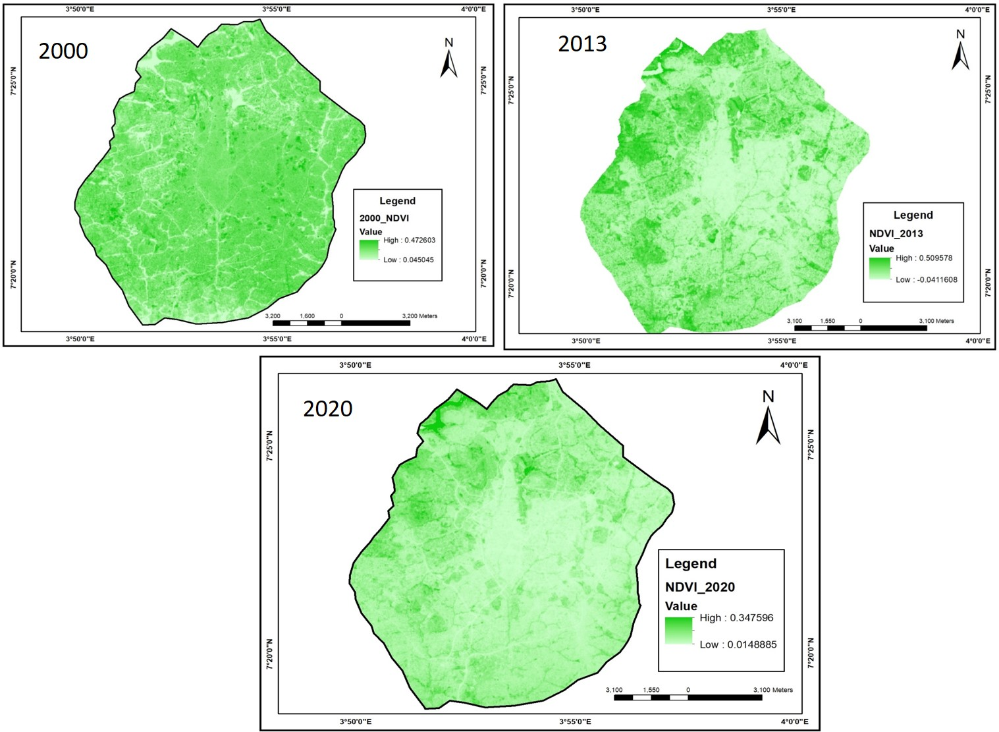 3°50'0"E 3°55'0"E 4°0'0"E
2000
N
7°25'0"N 7°25'0"N
Legend
2000_NDVI
Value
High : 0.472603
Low : 0.045045
7°20'0"N 7°20'0"N
3,200 1,600 0 3,200 Meters
3°50'0"E 3°55'0"E 4°0'0"E
3°50'0"E 3°55'0"E 4°0'0"E
2013
N
7°25'0"N 7°25'0"N
Legend
NDVI_2013
Value
High : 0.509578
Low : -0.0411608
7°20'0"N 7°20'0"N
3,100 1,550 0 3,100 Meters
3°50'0"E 3°55'0"E 4°0'0"E
3°50'0"E 3°55'0"E 4°0'0"E
2020
N
7°25'0"N 7°25'0"N
Legend
NDVI_2020
Value
High : 0.347596
Low : 0.0148885
7°20'0"N 7°20'0"N
3,100 1,550 0 3,100 Meters
3°50'0"E 3°55'0"E 4°0'0"E